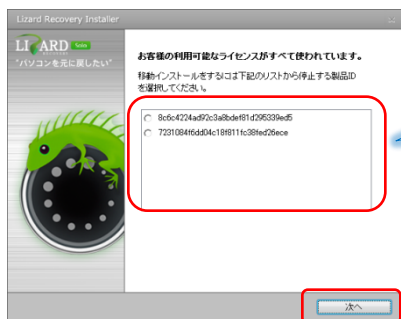 Lizard Recovery Installer
LIZARD
"パソコンを元に戻したい"
お客様の利用可能なライセンスがすべて使われています。
移動インストールをするには下記のリストから停止する製品ID
を選択してください。
8c6c4224ad92c3a8bdef81d295339ed5
7231084f6dd04c18f811fc38fed26ece
次へ